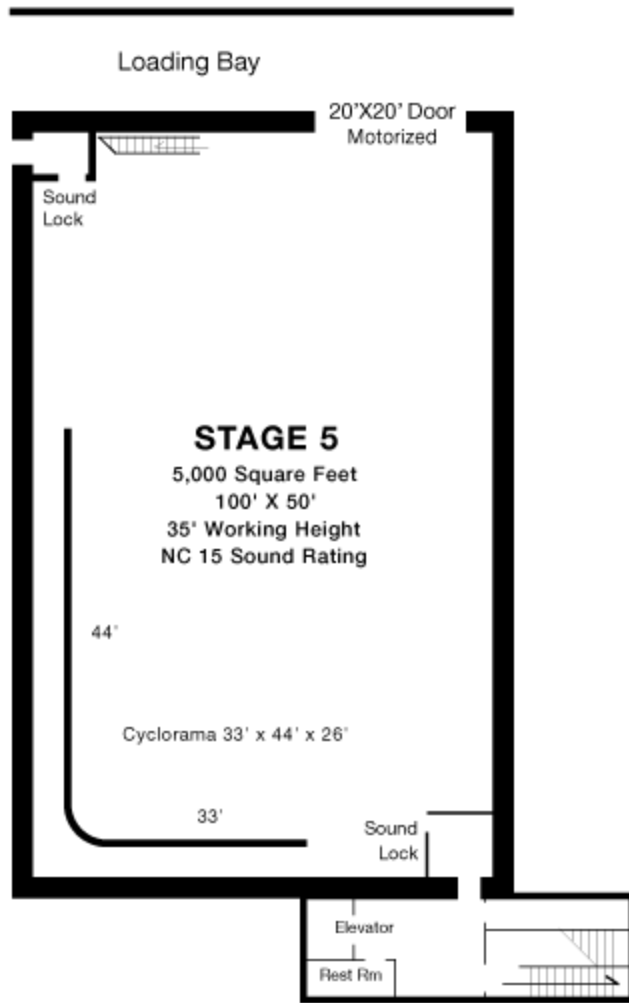 Loading Bay
20'X20' Door
Motorized
Sound
Lock
STAGE 5
5,000 Square Feet
100' X 50'
35' Working Height
NC 15 Sound Rating
44'
Cyclorama 33' x 44' x 26'
33'
Sound
Lock
Elevator
Rest Rm